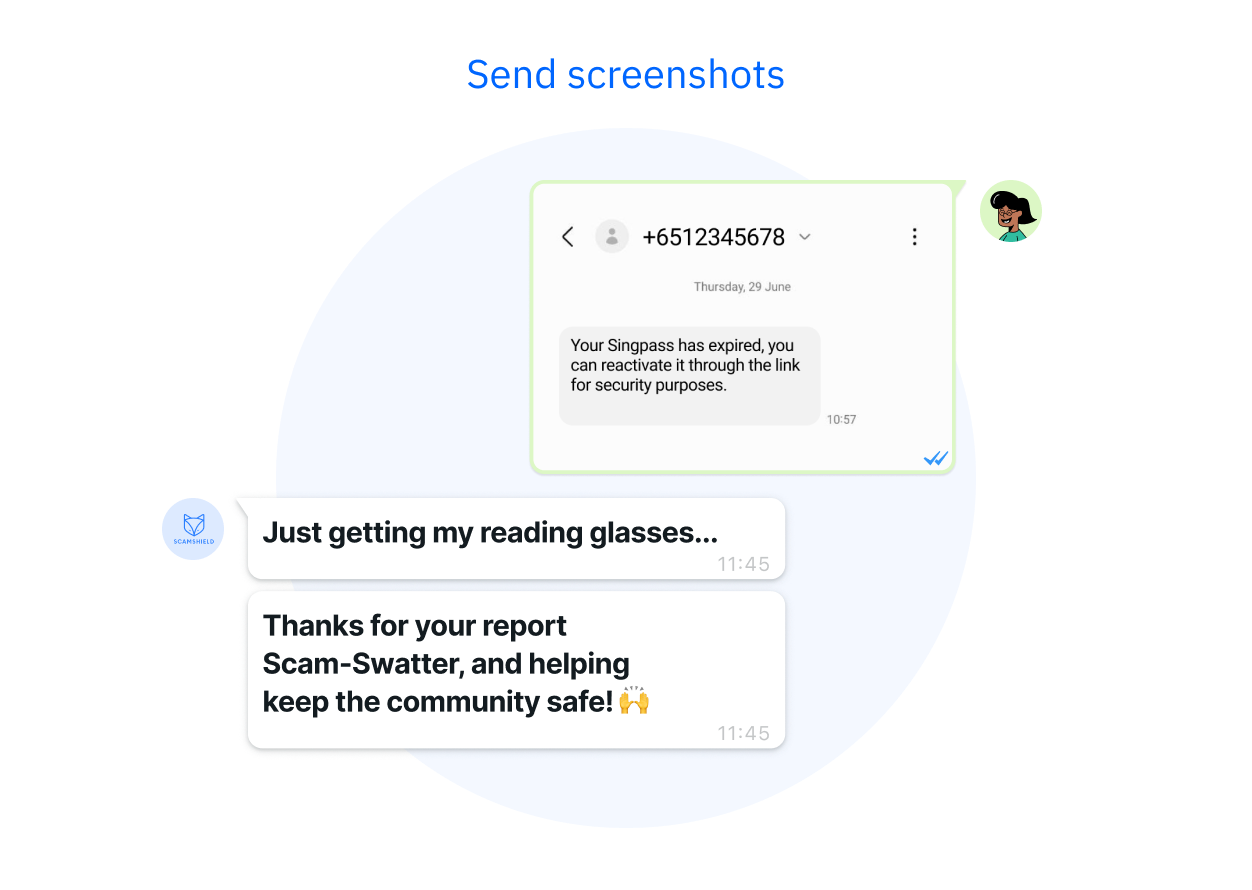 Send screenshots
+6512345678
Thursday, 29 June
Your Singpass has expired, you
can reactivate it through the link
for security purposes.
10:57
SCAMSHIELD
Just getting my reading glasses...
11:45
Thanks for your report
Scam-Swatter, and helping
keep the community safe! 🙌
11:45